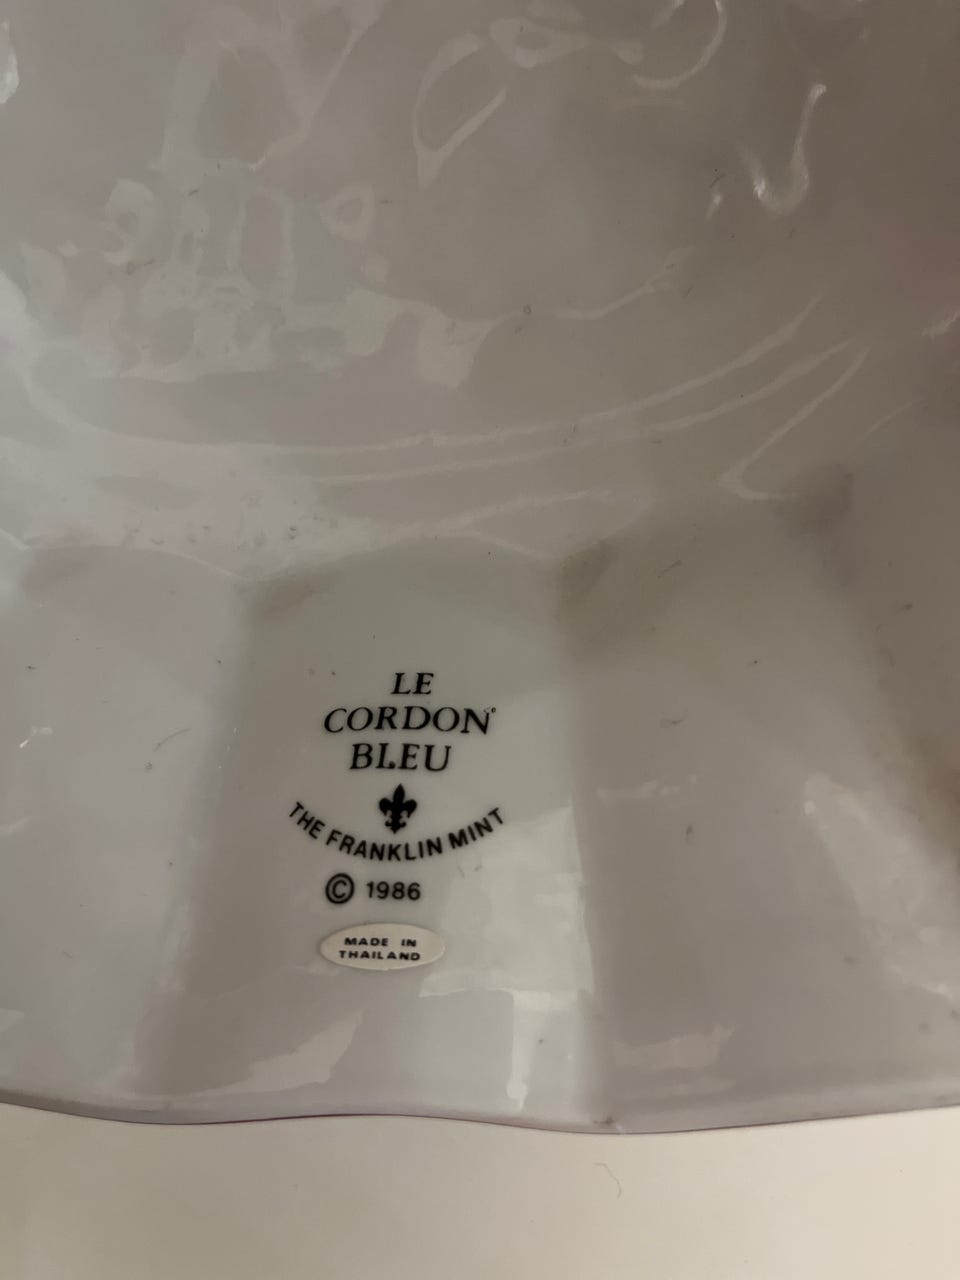 LE
CORDON®
BLEU
THE FRANKLIN MINT
© 1986
MADE IN
THAILAND